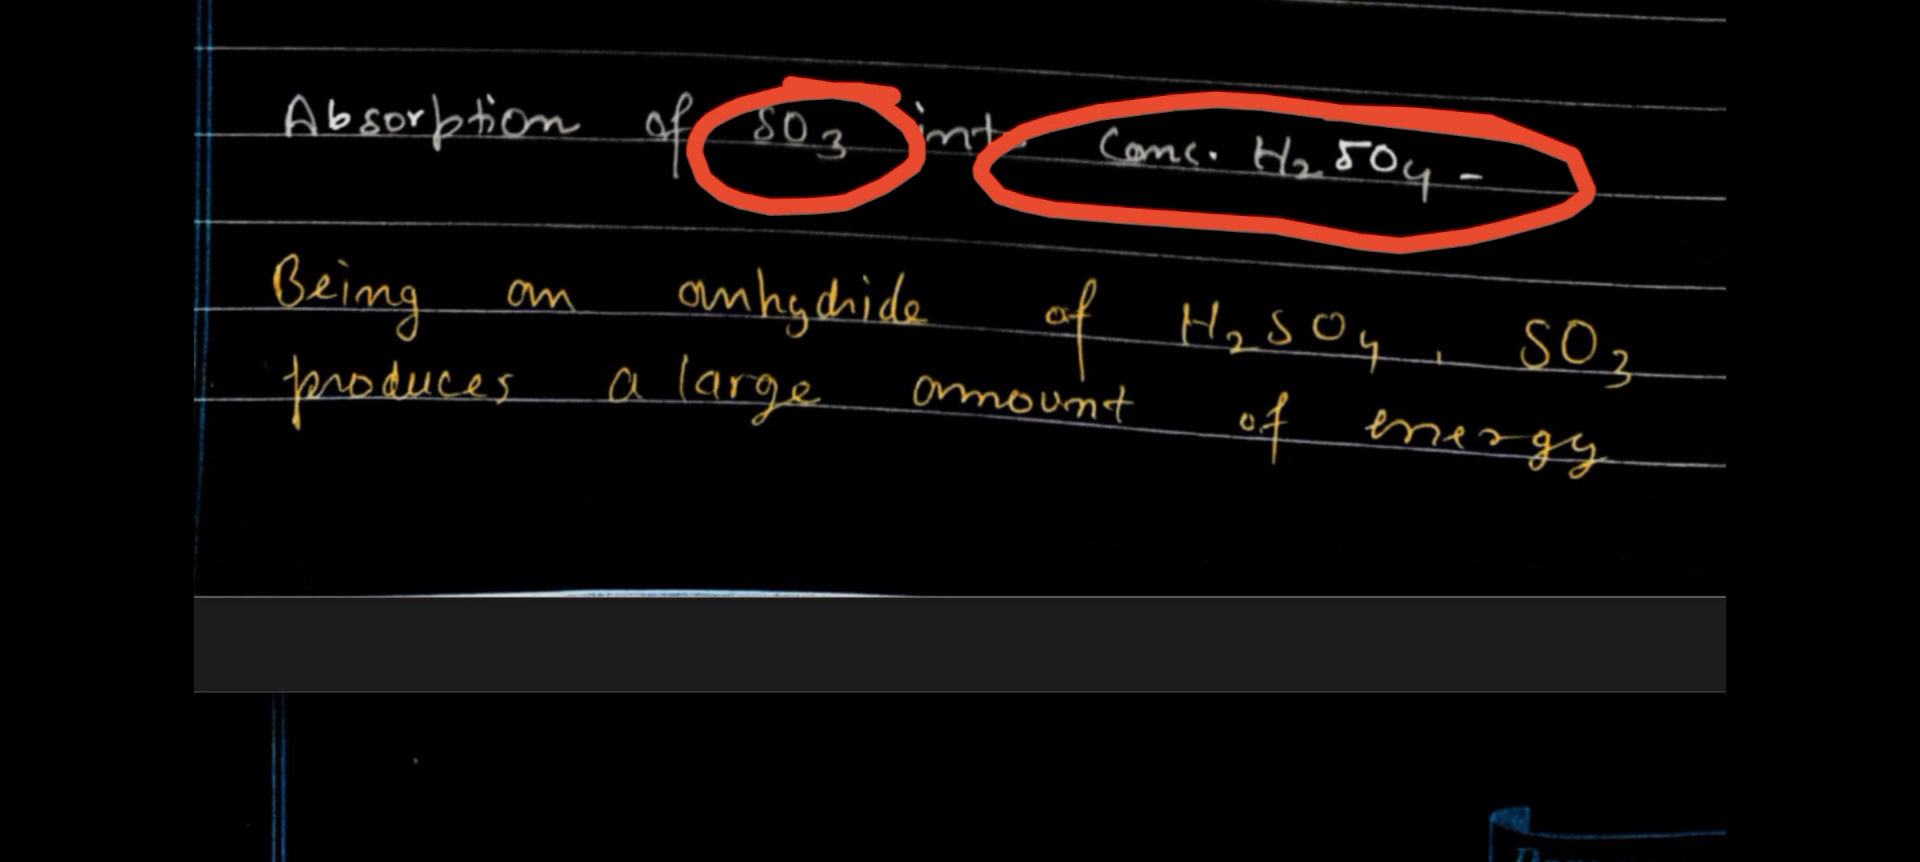 Absorption of SO3 into Conc. H2SO4 -
Being an anhydride of H2SO4, SO3
produces a large amount of energy